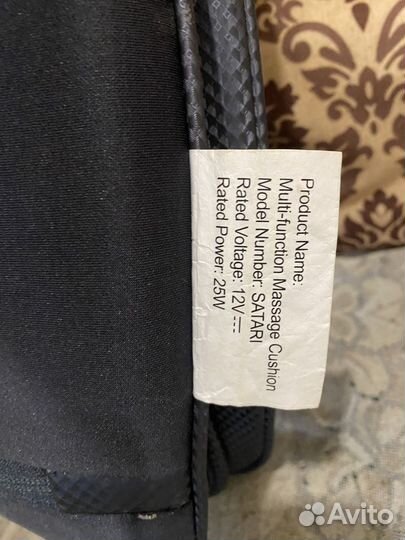 Product Name:
Multi-function Massage Cushion
Model Number: SATARI
Rated Voltage: 12V⎓
Rated Power: 25W
Avito